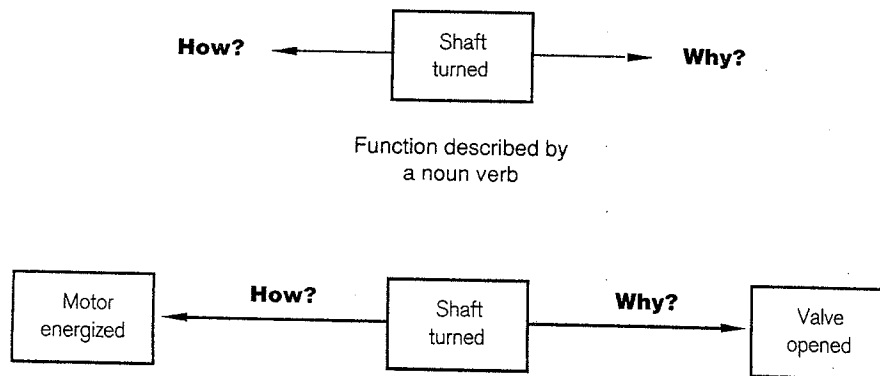 How?
Shaft
turned
Why?
Function described by
a noun verb
Motor
energized
How?
Shaft
turned
Why?
Valve
opened